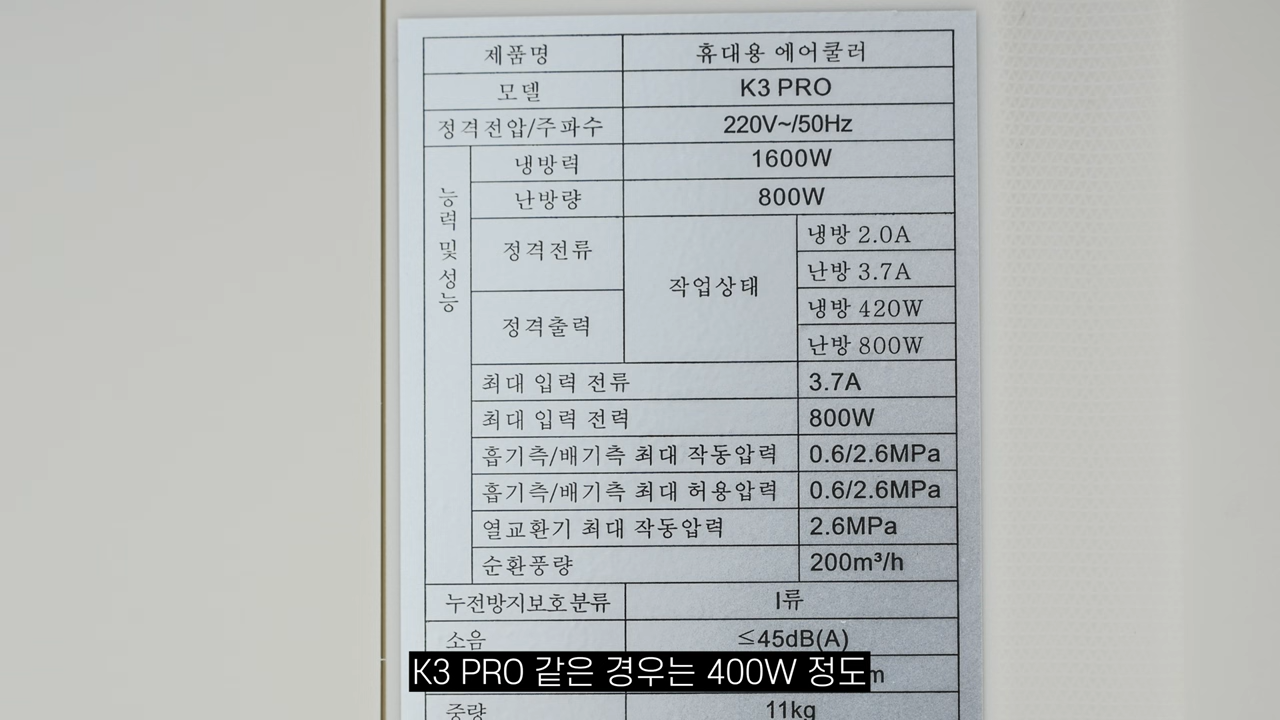 제품명 휴대용 에어쿨러
모델 K3 PRO
정격전압/주파수 220V~/50Hz
능력 및 성능
냉방력 1600W
난방량 800W
정격전류 작업상태 냉방 2.0A
난방 3.7A
정격출력 냉방 420W
난방 800W
최대 입력 전류 3.7A
최대 입력 전력 800W
흡기측/배기측 최대 작동압력 0.6/2.6MPa
흡기측/배기측 최대 허용압력 0.6/2.6MPa
열교환기 최대 작동압력 2.6MPa
순환풍량 200m³/h
누전방지보호분류 I류
소음 ≤45dB(A)
K3 PRO 같은 경우는 400W 정도
중량 11kg